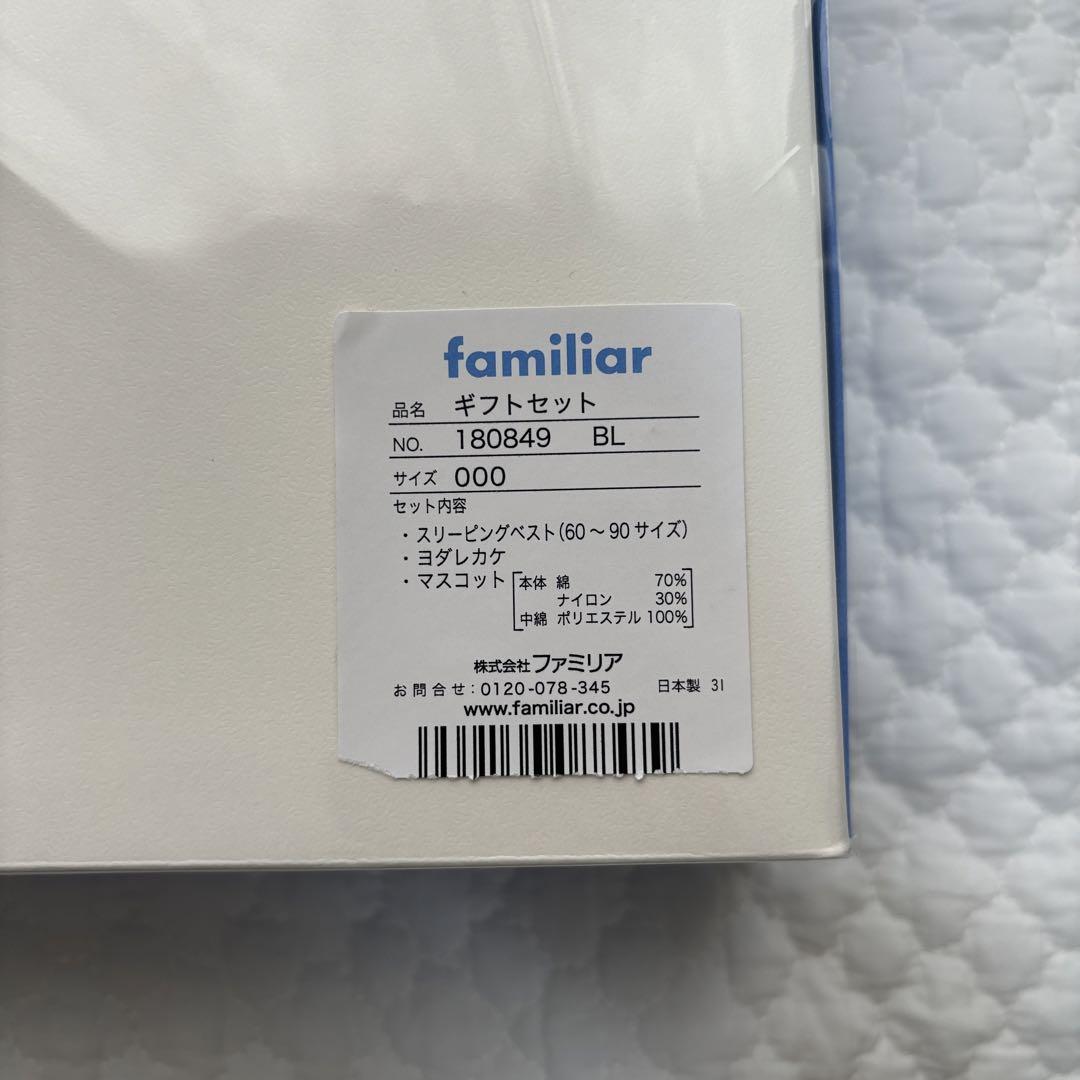 familiar
品名 ギフトセット
NO. 180849 BL
サイズ 000
セット内容
・スリーピングベスト(60～90サイズ)
・ヨダレカケ
・マスコット[本体 綿 70%
ナイロン 30%
中綿 ポリエステル 100%]
株式会社ファミリア
お問合せ:0120-078-345 日本製 31
www.familiar.co.jp